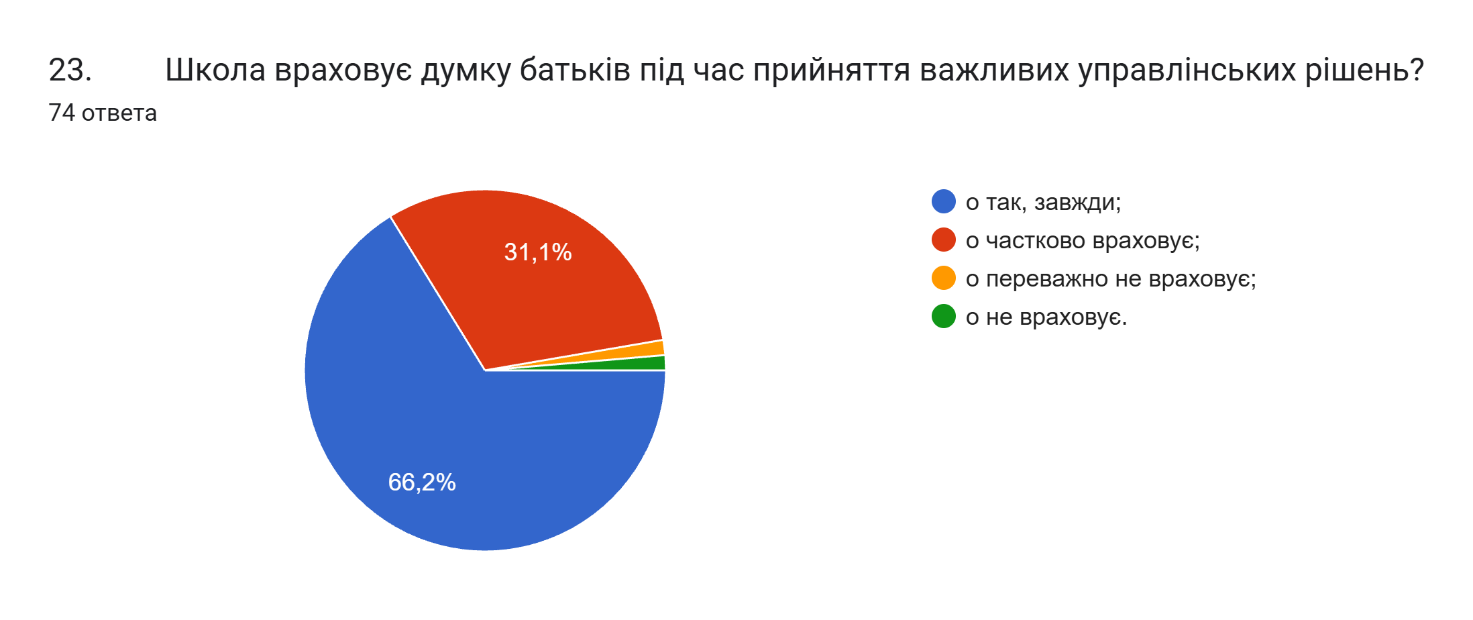 23. Школа враховує думку батьків під час прийняття важливих управлінських рішень?
74 ответа
31,1%
66,2%
о так, завжди;
о частково враховує;
о переважно не враховує;
о не враховує.